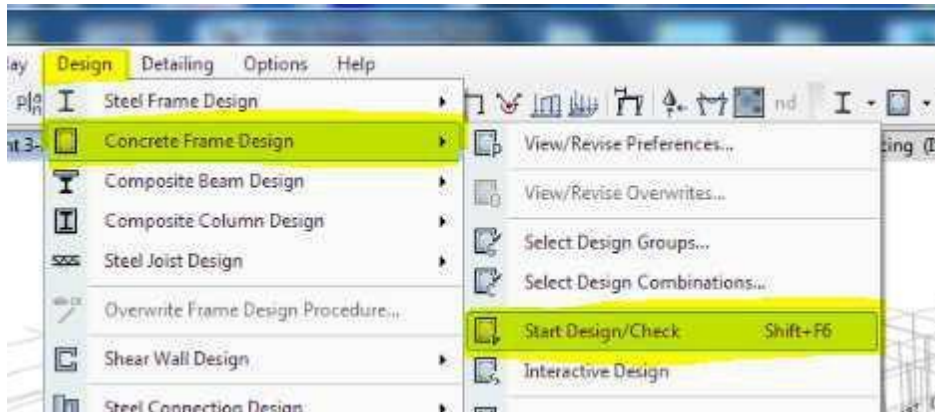 Design Detailing Options Help
Steel Frame Design
nd
Concrete Frame Design
View/Revise Preferences...
Composite Beam Design
View/Revise Overwrites...
Composite Column Design
Select Design Groups...
Steel Joist Design
Select Design Combinations...
Overwrite Frame Design Procedure...
Start Design/Check Shift+F6
Shear Wall Design
Interactive Design
Steel Connection Design